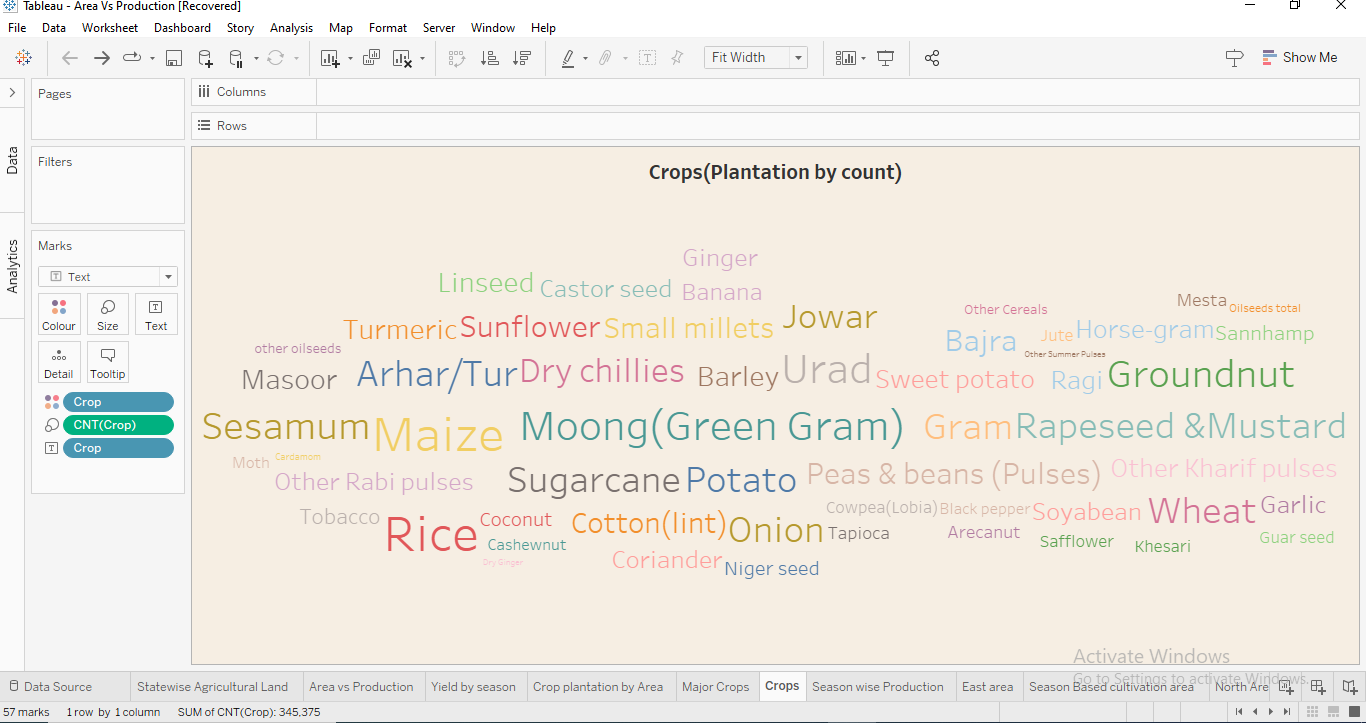 Tableau - Area Vs Production [Recovered]
File Data Worksheet Dashboard Story Analysis Map Format Server Window Help
Fit Width
Show Me
Pages
Columns
Rows
Data
Analytics
Filters
Marks
Text
Colour Size Text
Detail Tooltip
Crop
CNT(Crop)
Crop
Crops(Plantation by count)
Ginger
Linseed Castor seed Banana
Mesta Oilseeds total
Other Cereals
Turmeric Sunflower Small millets Jowar
Bajra Jute Horse-gram Sannhamp
other oilseeds
Other Summer Pulses
Masoor Arhar/Tur Dry chillies Barley Urad Sweet potato Ragi Groundnut
Sesamum Maize Moong(Green Gram) Gram Rapeseed &Mustard
Moth Cardamom
Other Rabi pulses Sugarcane Potato Peas & beans (Pulses) Other Kharif pulses
Tobacco Rice Coconut Cotton(lint) Onion Cowpea(Lobia) Black pepper Soyabean Wheat Garlic
Cashewnut Tapioca Arecanut Safflower Khesari Guar seed
Dry Ginger Coriander Niger seed
Activate Windows
Go to Settings to activate Windows.
Data Source Statewise Agricultural Land Area vs Production Yield by season Crop plantation by Area Major Crops Crops Season wise Production East area Season Based cultivation area North Are
57 marks 1 row by 1 column SUM of CNT(Crop): 345,375